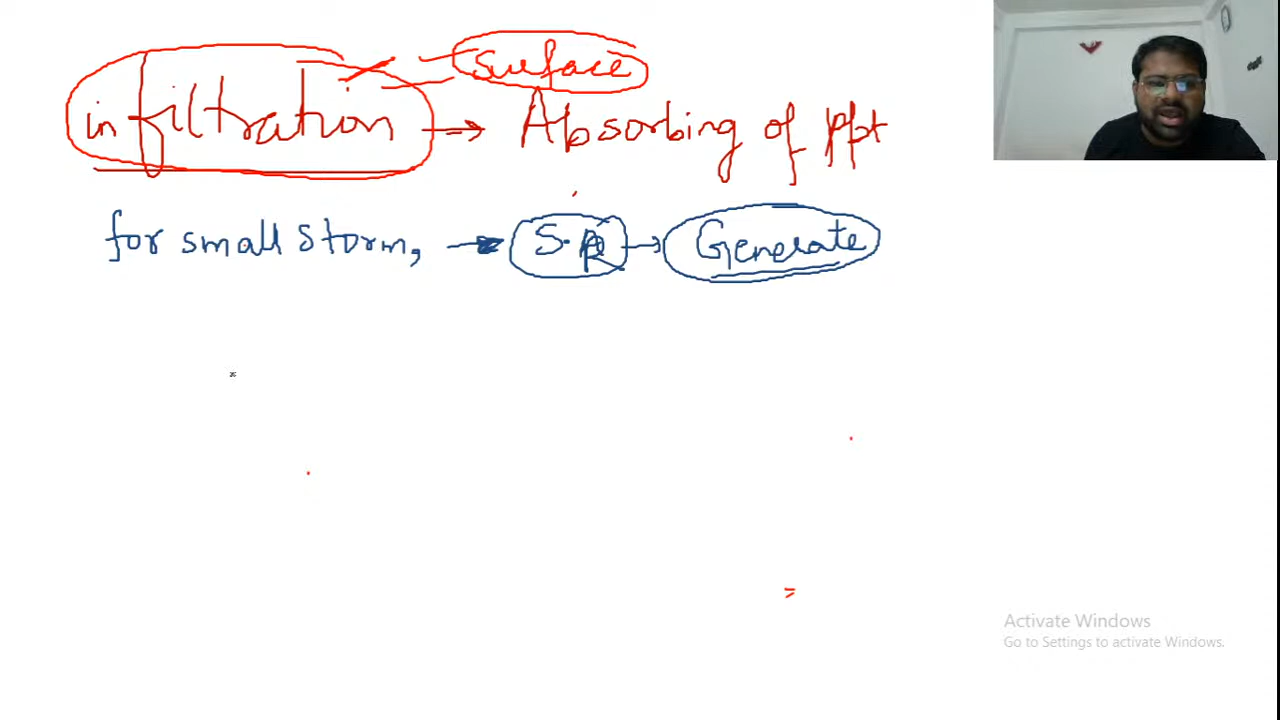 surface
infiltration → Absorbing of ppt
for small storm, → S.R → Generate
=
Activate Windows
Go to Settings to activate Windows.